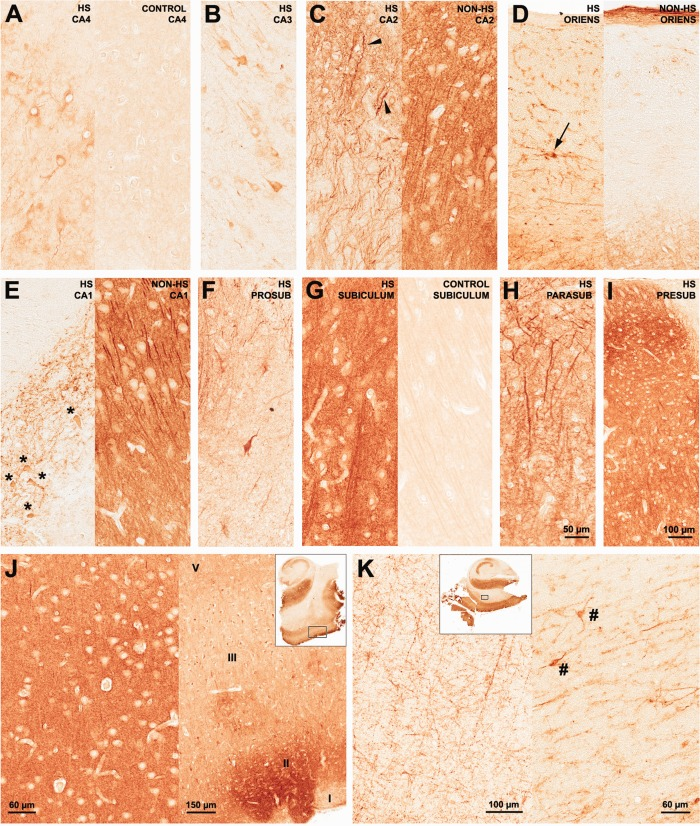 A
HS
CA4
CONTROL
CA4
B
HS
CA3
C
HS
CA2
NON-HS
CA2
D
HS
ORIENS
NON-HS
ORIENS
E
HS
CA1
NON-HS
CA1
F
HS
PROSUB
G
HS
SUBICULUM
CONTROL
SUBICULUM
H
HS
PARASUB
50 µm
I
HS
PRESUB
100 µm
* * * * *
J
60 µm
V
III
II
I
150 µm
K
100 µm
#
#
60 µm